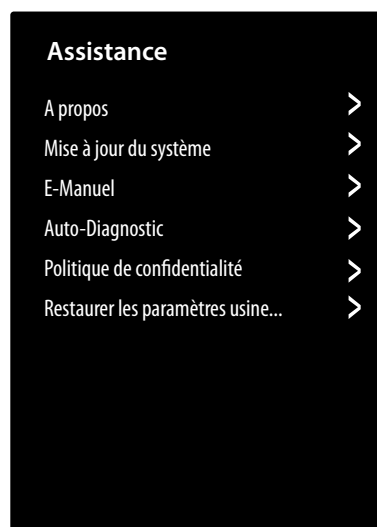 Assistance
A propos
Mise à jour du système
E-Manuel
Auto-Diagnostic
Politique de confidentialité
Restaurer les paramètres usine...